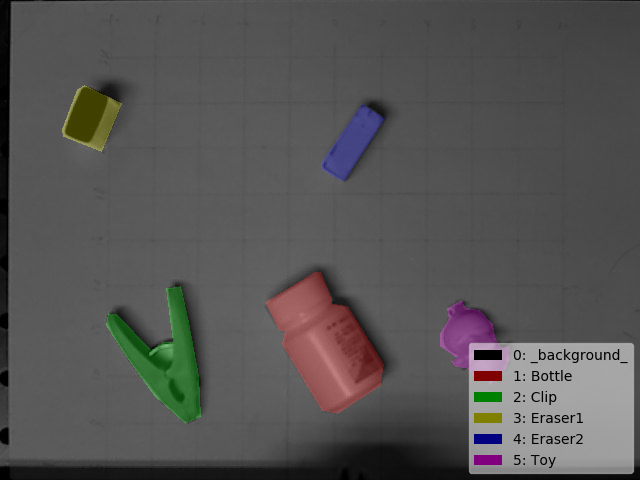 0: _background_
1: Bottle
2: Clip
3: Eraser1
4: Eraser2
5: Toy